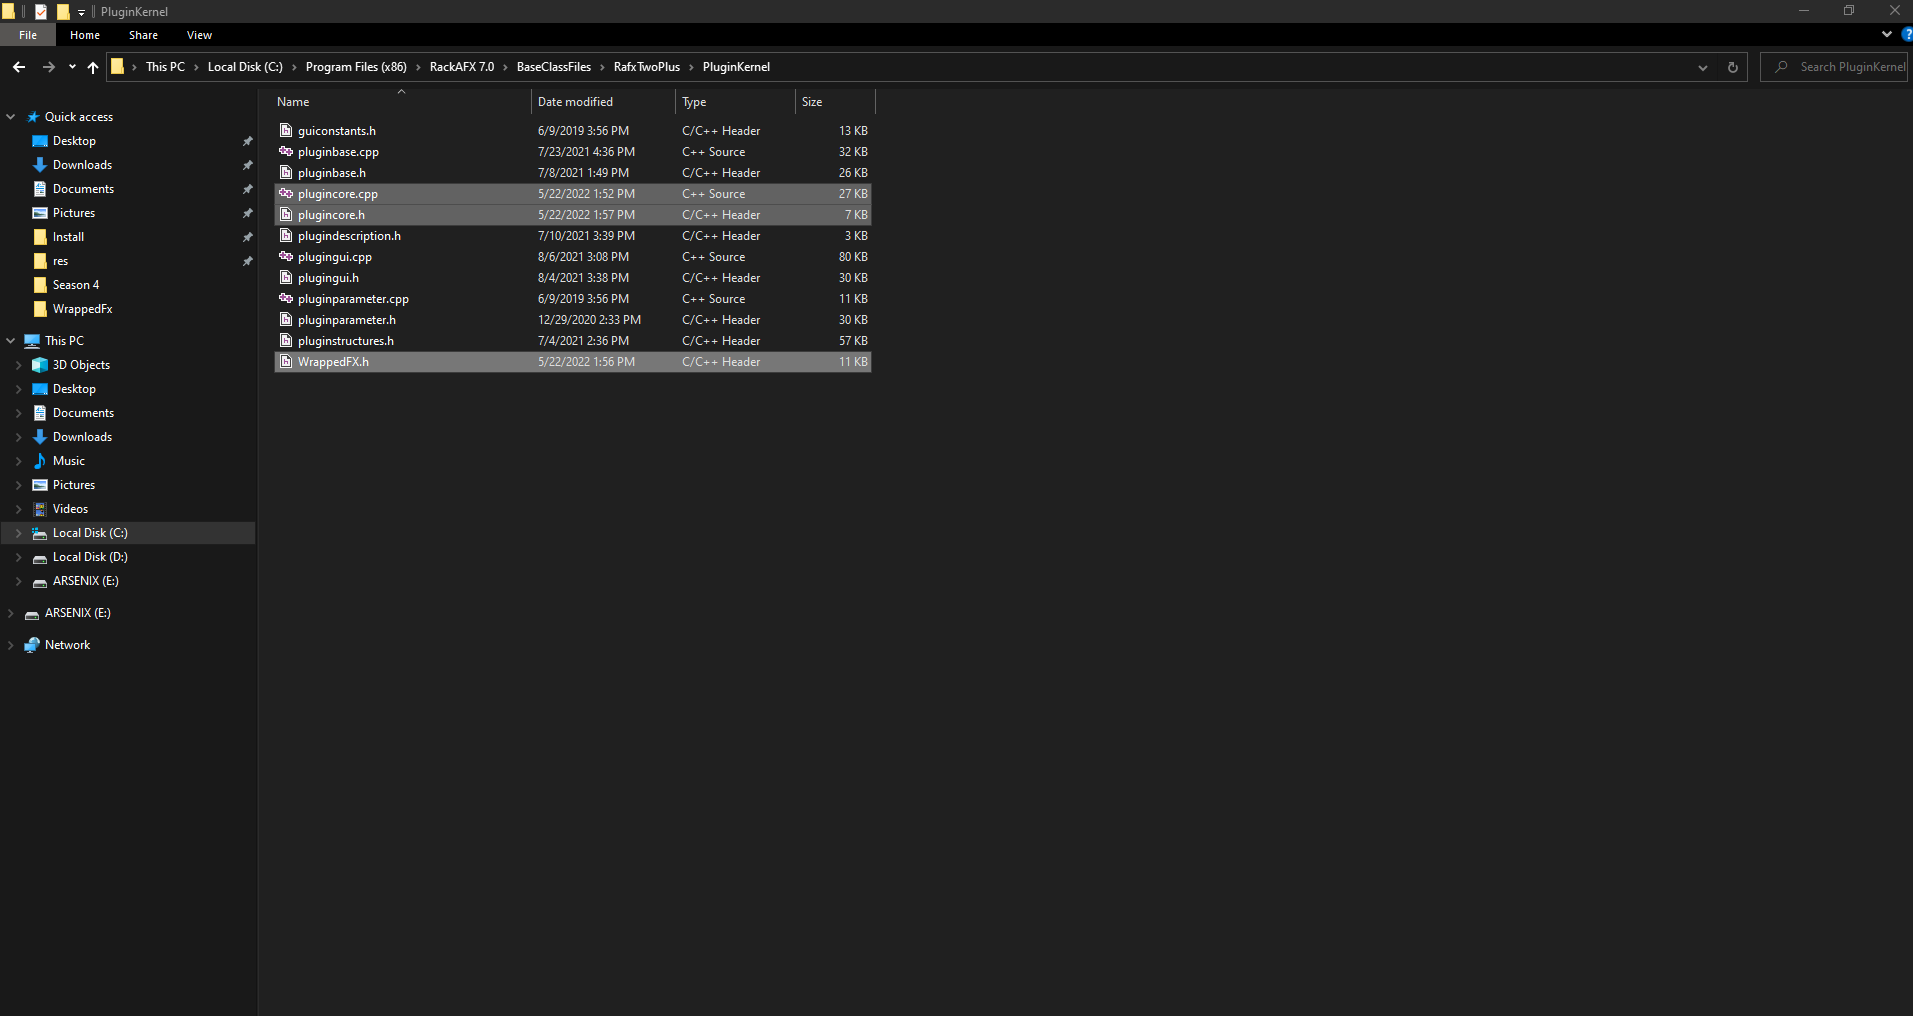 PluginKernel
File Home Share View
This PC Local Disk (C:) Program Files (x86) RackAFX 7.0 BaseClassFiles RafxTwoPlus PluginKernel Search PluginKernel
Name Date modified Type Size
Quick access
Desktop
Downloads
Documents
Pictures
Install
res
Season 4
WrappedFx
This PC
3D Objects
Desktop
Documents
Downloads
Music
Pictures
Videos
Local Disk (C:)
Local Disk (D:)
ARSENIX (E:)
ARSENIX (E:)
Network
guiconstants.h 6/9/2019 3:56 PM C/C++ Header 13 KB
pluginbase.cpp 7/23/2021 4:36 PM C++ Source 32 KB
pluginbase.h 7/8/2021 1:49 PM C/C++ Header 26 KB
plugincore.cpp 5/22/2022 1:52 PM C++ Source 27 KB
plugincore.h 5/22/2022 1:57 PM C/C++ Header 7 KB
plugindescription.h 7/10/2021 3:39 PM C/C++ Header 3 KB
plugingui.cpp 8/6/2021 3:08 PM C++ Source 80 KB
plugingui.h 8/4/2021 3:38 PM C/C++ Header 30 KB
pluginparameter.cpp 6/9/2019 3:56 PM C++ Source 11 KB
pluginparameter.h 12/29/2020 2:33 PM C/C++ Header 30 KB
pluginstructures.h 7/4/2021 2:36 PM C/C++ Header 57 KB
WrappedFX.h 5/22/2022 1:56 PM C/C++ Header 11 KB